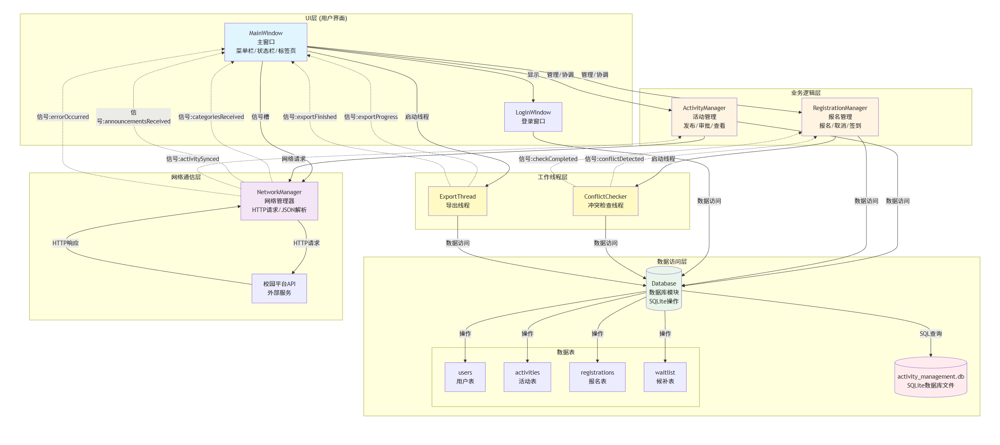 UI层 (用户界面)
MainWindow
主窗口
菜单栏/状态栏/标签页
显示
管理/协调
管理/协调
业务逻辑层
LoginWindow
登录窗口
ActivityManager
活动管理
发布/审批/查看
RegistrationManager
报名管理
报名/取消/签到
信号:errorOccurred
信
号:announcementsReceived
信号:categoriesReceived
信号槽
信号:exportFinished
信号:exportProgress
启动线程
信号:activitySynced
网络请求
信号:checkCompleted
信号:conflictDetected
启动线程
网络通信层
NetworkManager
网络管理器
HTTP请求/JSON解析
工作线程层
ExportThread
导出线程
ConflictChecker
冲突检查线程
数据访问
数据访问
数据访问
HTTP响应
HTTP请求
数据访问
数据访问
校园平台API
外部服务
数据访问层
Database
数据库模块
SQLite操作
操作
操作
操作
操作
SQL查询
数据表
users
用户表
activities
活动表
registrations
报名表
waitlist
候补表
activity_management.db
SQLite数据库文件